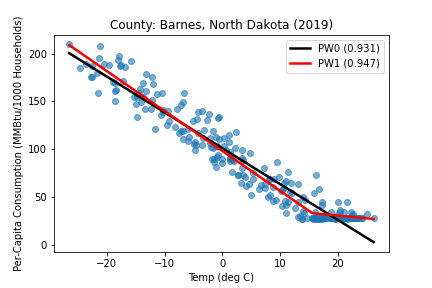 County: Barnes, North Dakota (2019)
PW0 (0.931)
PW1 (0.947)
Per-Capita Consumption (MMBtu/1000 Households)
200
150
100
50
0
−20
−10
0
10
20
Temp (deg C)